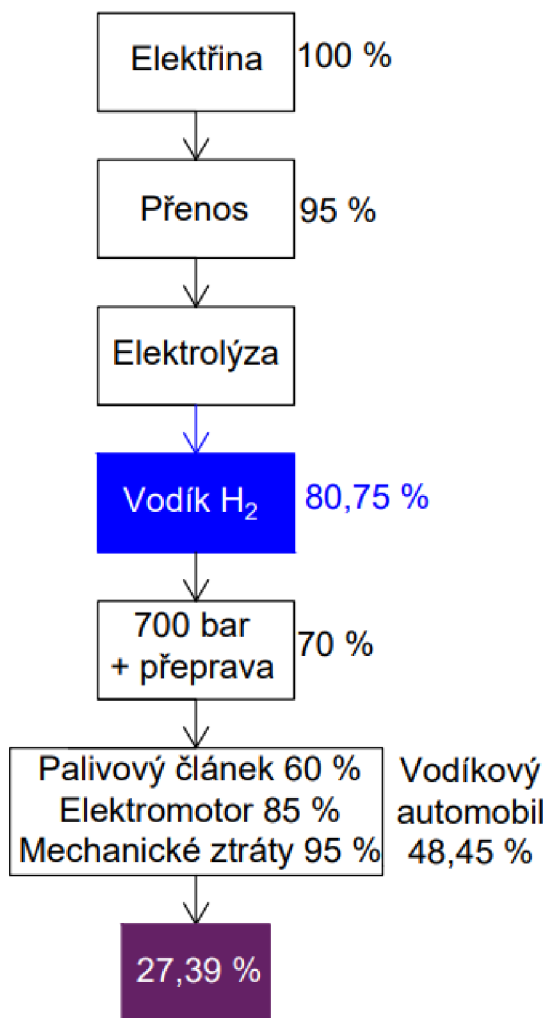 Elektřina
100 %
Přenos
95 %
Elektrolýza
Vodík H₂
80,75 %
700 bar
+ přeprava
70 %
Palivový článek 60 %
Elektromotor 85 %
Mechanické ztráty 95 %
Vodíkový
automobil
48,45 %
27,39 %